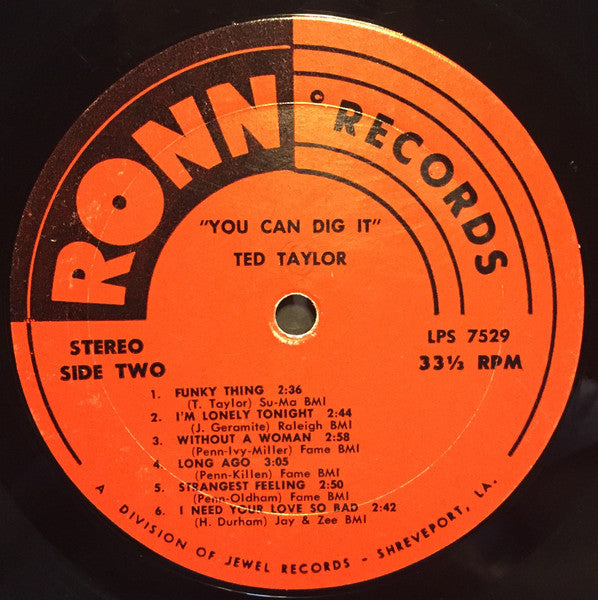 RONN
RECORDS
"YOU CAN DIG IT"
TED TAYLOR
STEREO
SIDE TWO
LPS 7529
33⅓ RPM
1. FUNKY THING 2:36
(T. Taylor) Su-Ma BMI
2. I'M LONELY TONIGHT 2:44
(J. Geramite) Raleigh BMI
3. WITHOUT A WOMAN 2:58
(Penn-Ivy-Miller) Fame BMI
4. LONG AGO 3:05
(Penn-Killen) Fame BMI
5. STRANGEST FEELING 2:50
(Penn-Oldham) Fame BMI
6. I NEED YOUR LOVE SO BAD 2:42
(H. Durham) Jay & Zee BMI
A DIVISION OF JEWEL RECORDS - SHREVEPORT, LA.